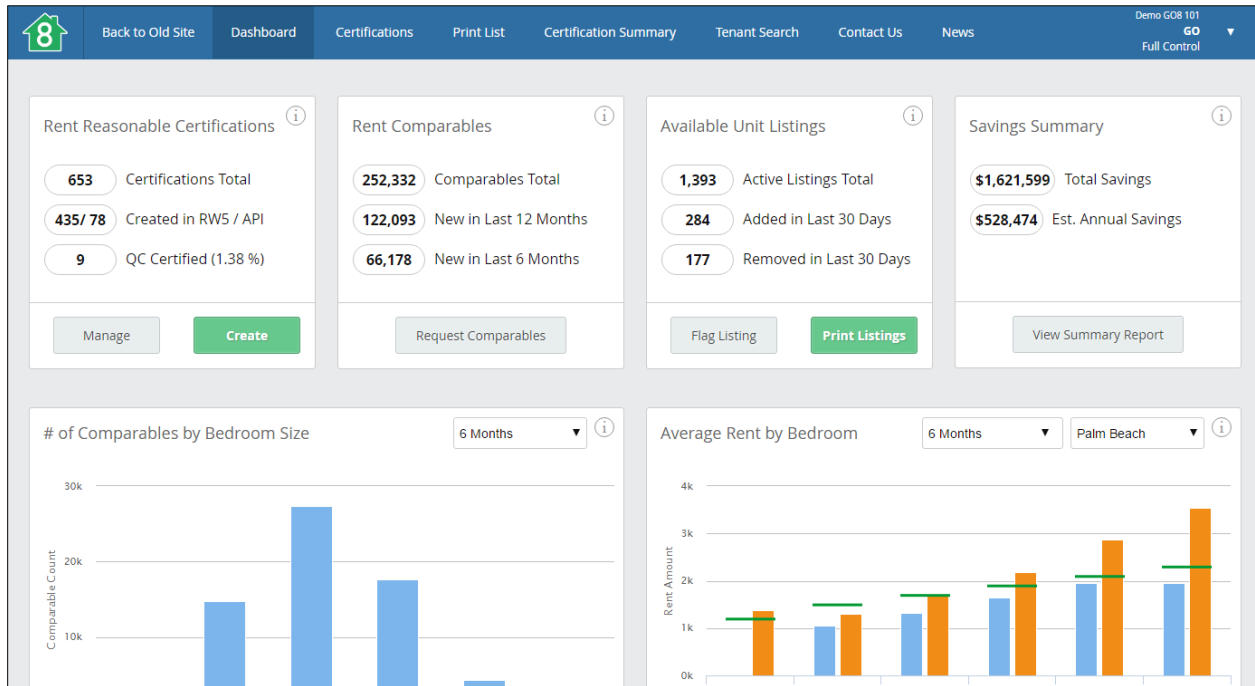 8
Back to Old Site
Dashboard
Certifications
Print List
Certification Summary
Tenant Search
Contact Us
News
Demo GO8 101
GO
Full Control
Rent Reasonable Certifications
653 Certifications Total
435/ 78 Created in RW5 / API
9 QC Certified (1.38 %)
Manage
Create
Rent Comparables
252,332 Comparables Total
122,093 New in Last 12 Months
66,178 New in Last 6 Months
Request Comparables
Available Unit Listings
1,393 Active Listings Total
284 Added in Last 30 Days
177 Removed in Last 30 Days
Flag Listing
Print Listings
Savings Summary
$1,621,599 Total Savings
$528,474 Est. Annual Savings
View Summary Report
# of Comparables by Bedroom Size
6 Months
30k
20k
10k
Comparable Count
Average Rent by Bedroom
6 Months
Palm Beach
4k
3k
2k
1k
0k
Rent Amount